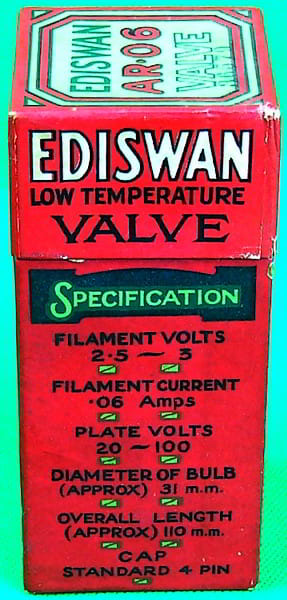 EDISWAN
AR·06
VALVE
EDISWAN
LOW TEMPERATURE
VALVE
SPECIFICATION
FILAMENT VOLTS
2·5 ~ 3
FILAMENT CURRENT
·06 Amps
PLATE VOLTS
20 ~ 100
DIAMETER OF BULB
(APPROX) 31 m.m.
OVERALL LENGTH
(APPROX) 110 m.m.
CAP
STANDARD 4 PIN